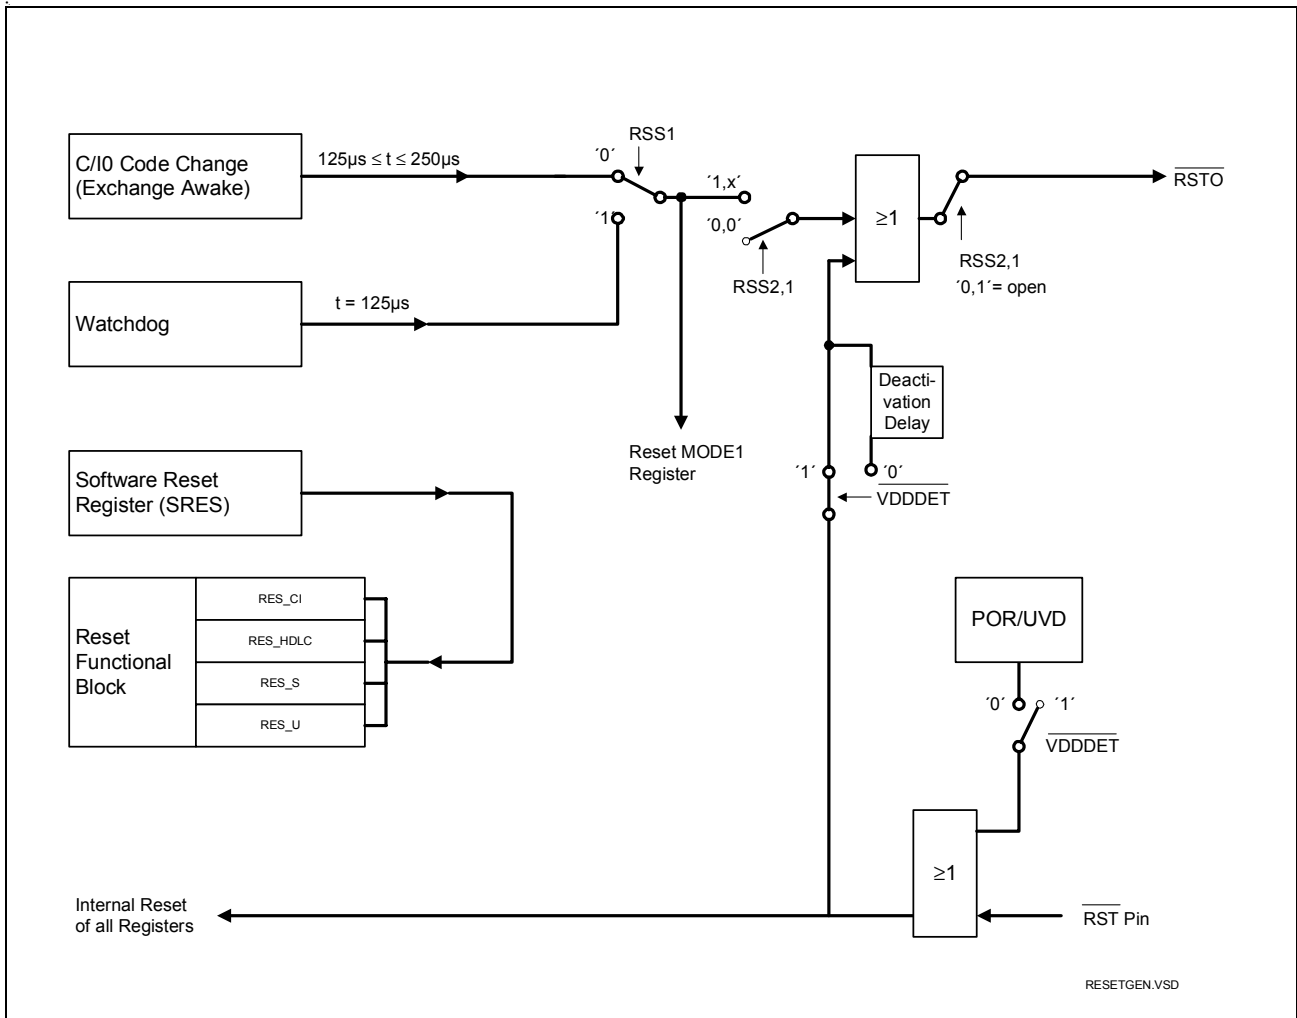 C/I0 Code Change
(Exchange Awake)
125µs ≤ t ≤ 250µs
´0´
RSS1
´1´
´1,x´
´0,0´
RSS2,1
≥1
RSTO
RSS2,1
´0,1´= open
Watchdog
t = 125µs
Deacti-
vation
Delay
Reset MODE1
Register
´1´
´0´
VDDDET
Software Reset
Register (SRES)
Reset
Functional
Block
RES_CI
RES_HDLC
RES_S
RES_U
POR/UVD
´0´
´1´
VDDDET
≥1
Internal Reset
of all Registers
RST Pin
RESETGEN.VSD